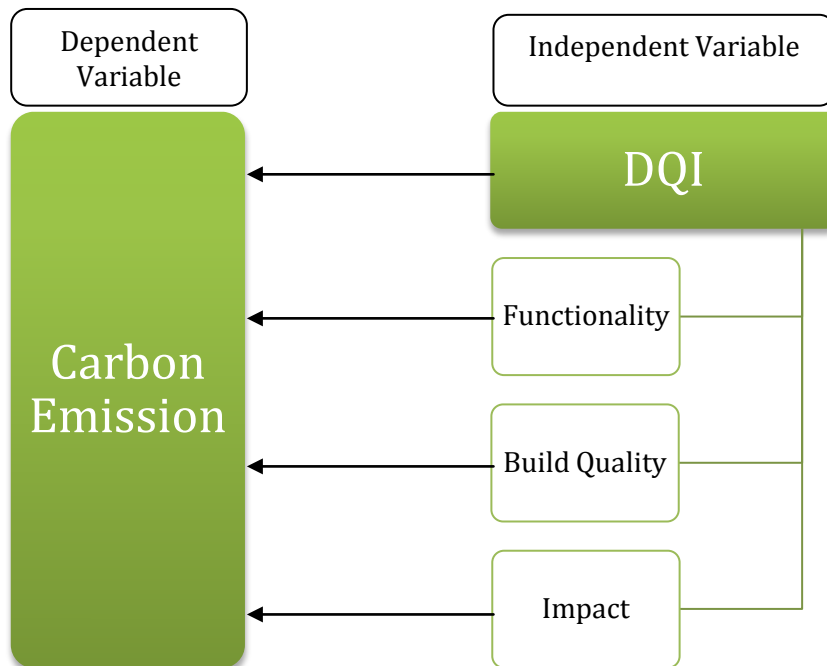 Dependent
Variable
Independent Variable
DQI
Functionality
Carbon
Emission
Build Quality
Impact